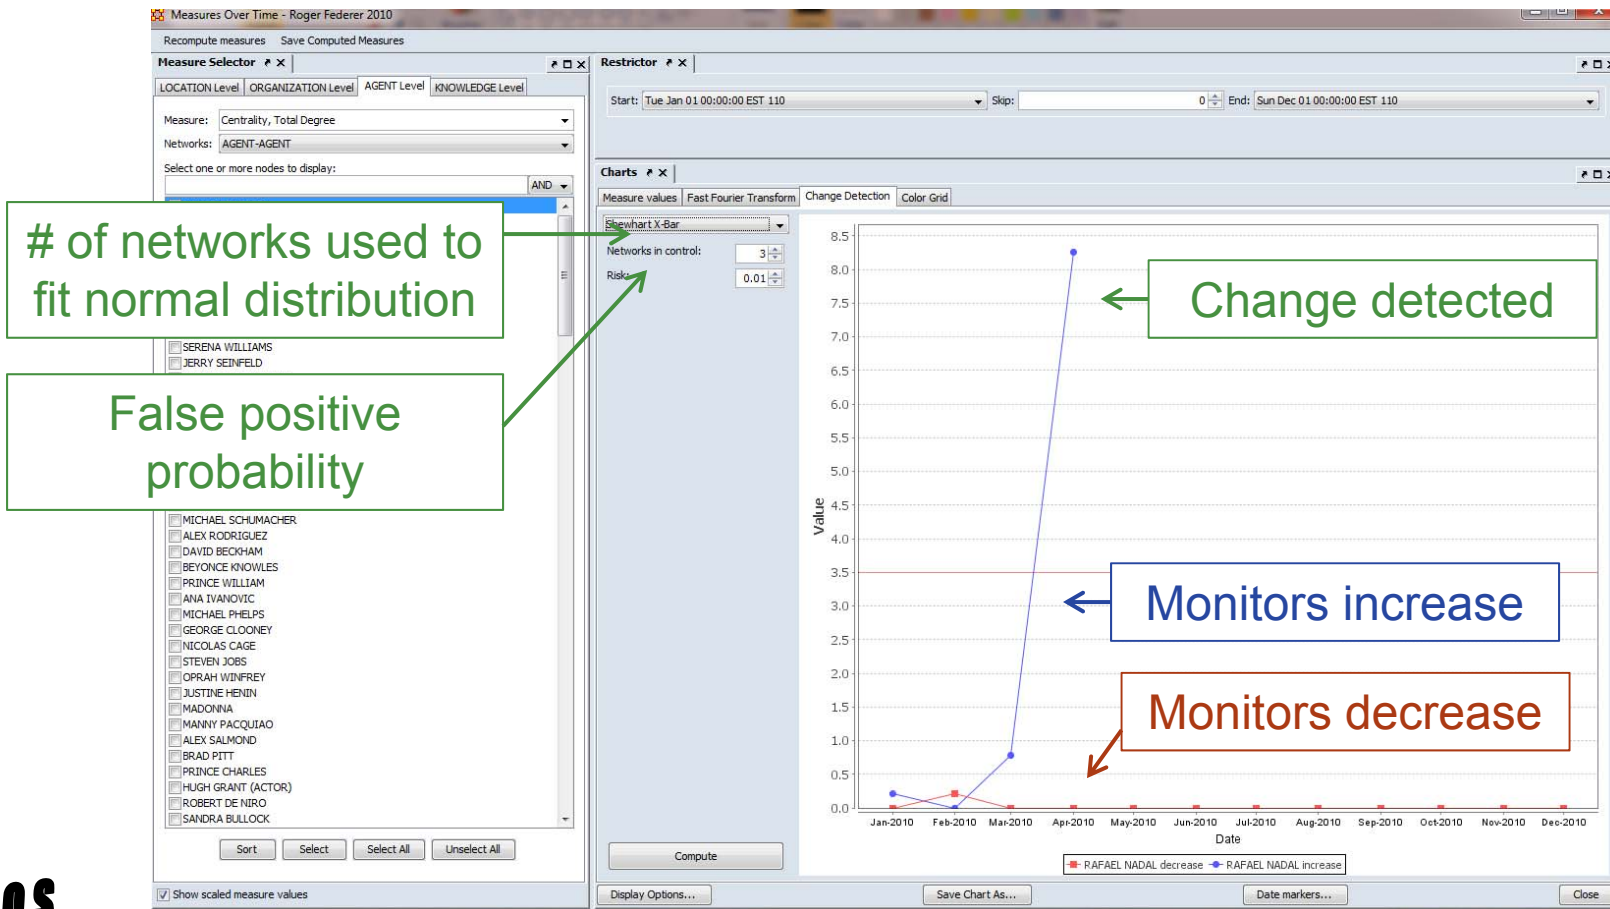 Measures Over Time - Roger Federer 2010
Recompute measures Save Computed Measures
Measure Selector
LOCATION Level ORGANIZATION Level AGENT Level KNOWLEDGE Level
Measure: Centrality, Total Degree
Networks: AGENT-AGENT
Select one or more nodes to display:
AND
# of networks used to
fit normal distribution
SERENA WILLIAMS
JERRY SEINFELD
False positive
probability
MICHAEL SCHUMACHER
ALEX RODRIGUEZ
DAVID BECKHAM
BEYONCE KNOWLES
PRINCE WILLIAM
ANA IVANOVIC
MICHAEL PHELPS
GEORGE CLOONEY
NICOLAS CAGE
STEVEN JOBS
OPRAH WINFREY
JUSTINE HENIN
MADONNA
MANNY PACQUIAO
ALEX SALMOND
BRAD PITT
PRINCE CHARLES
HUGH GRANT (ACTOR)
ROBERT DE NIRO
SANDRA BULLOCK
Sort Select Select All Unselect All
Show scaled measure values
Restrictor
Start: Tue Jan 01 00:00:00 EST 110 Skip: 0 End: Sun Dec 01 00:00:00 EST 110
Charts
Measure values Fast Fourier Transform Change Detection Color Grid
Shewhart X-Bar
Networks in control: 3
Risk: 0.01
Compute
8.5
8.0
7.5
7.0
6.5
6.0
5.5
5.0
4.5
4.0
3.5
3.0
2.5
2.0
1.5
1.0
0.5
0.0
Value
Change detected
Monitors increase
Monitors decrease
Jan-2010 Feb-2010 Mar-2010 Apr-2010 May-2010 Jun-2010 Jul-2010 Aug-2010 Sep-2010 Oct-2010 Nov-2010 Dec-2010
Date
RAFAEL NADAL decrease RAFAEL NADAL increase
Display Options... Save Chart As... Date markers... Close